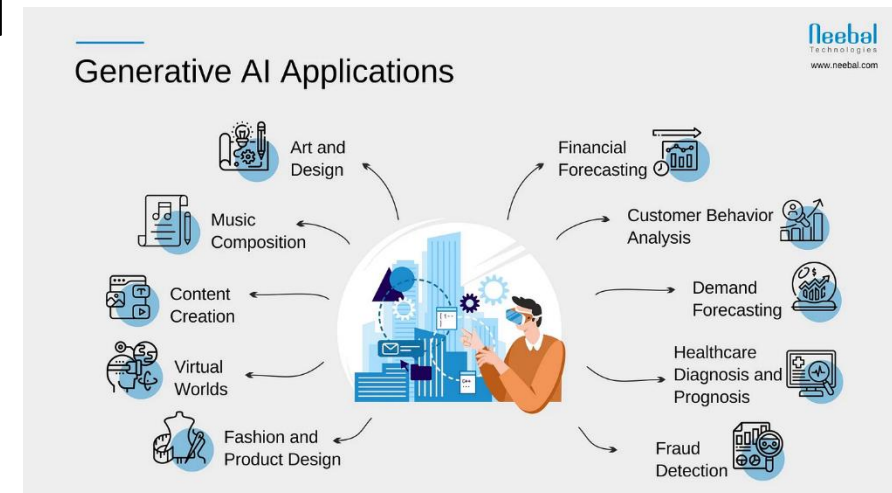 Neebal
Technologies
www.neebal.com
Generative AI Applications
Art and
Design
Music
Composition
Content
Creation
Virtual
Worlds
Fashion and
Product Design
Financial
Forecasting
Customer Behavior
Analysis
Demand
Forecasting
Healthcare
Diagnosis and
Prognosis
Fraud
Detection
C++